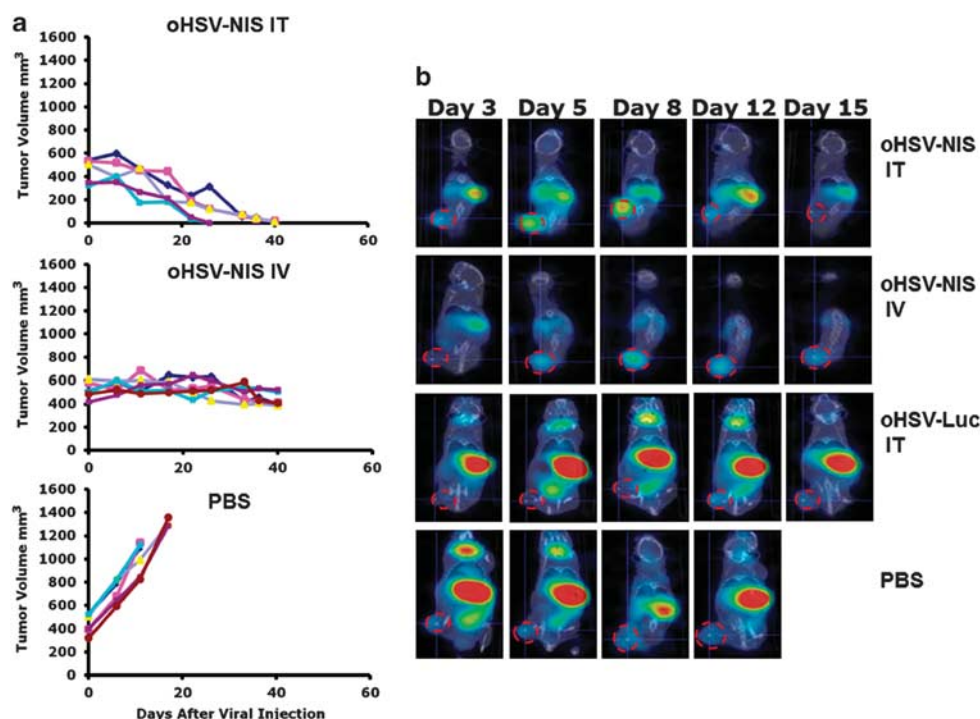 a
oHSV-NIS IT
Tumor Volume mm³
1600
1400
1200
1000
800
600
400
200
0
0 20 40 60
oHSV-NIS IV
Tumor Volume mm³
1600
1400
1200
1000
800
600
400
200
0
0 20 40 60
PBS
Tumor Volume mm³
1600
1400
1200
1000
800
600
400
200
0
0 20 40 60
Days After Viral Injection
b
Day 3 Day 5 Day 8 Day 12 Day 15
oHSV-NIS
IT
oHSV-NIS
IV
oHSV-Luc
IT
PBS